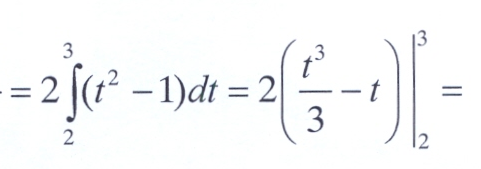 = 2 ∫₂³ (t² − 1)dt = 2(t³/3 − t)|₂³ =